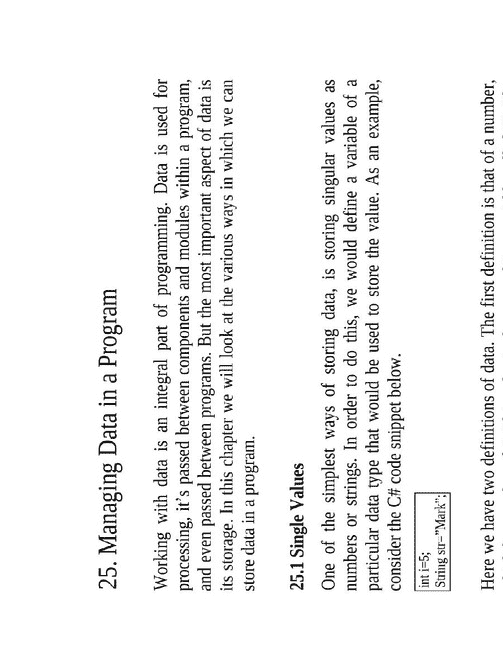 25. Managing Data in a Program
Working with data is an integral part of programming. Data is used for
processing, it's passed between components and modules within a program,
and even passed between programs. But the most important aspect of data is
its storage. In this chapter we will look at the various ways in which we can
store data in a program.
25.1 Single Values
One of the simplest ways of storing data, is storing singular values as
numbers or strings. In order to do this, we would define a variable of a
particular data type that would be used to store the value. As an example,
consider the C# code snippet below.
int i=5;
String str="Mark";
Here we have two definitions of data. The first definition is that of a number,